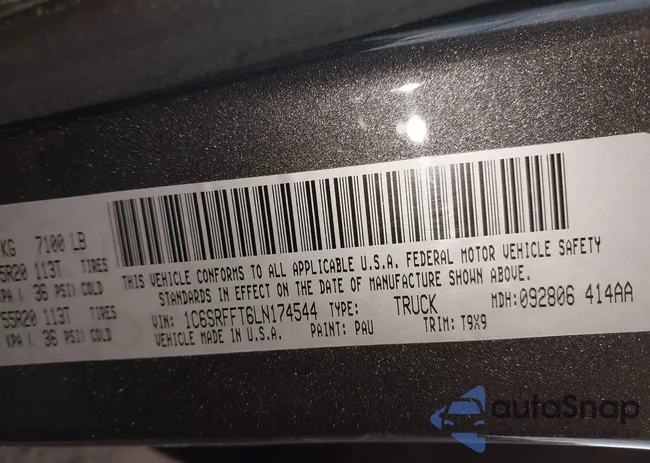 KG 7100 LB
5R20 113T TIRES
KPA ( 36 PSI) COLD
55R20 113T TIRES
KPA ( 36 PSI) COLD
THIS VEHICLE CONFORMS TO ALL APPLICABLE U.S.A. FEDERAL MOTOR VEHICLE SAFETY
STANDARDS IN EFFECT ON THE DATE OF MANUFACTURE SHOWN ABOVE.
VIN: 1C6SRFFT6LN174544 TYPE: TRUCK MDH:092806 414AA
VEHICLE MADE IN U.S.A. PAINT: PAU TRIM: T9X9
autoSnap